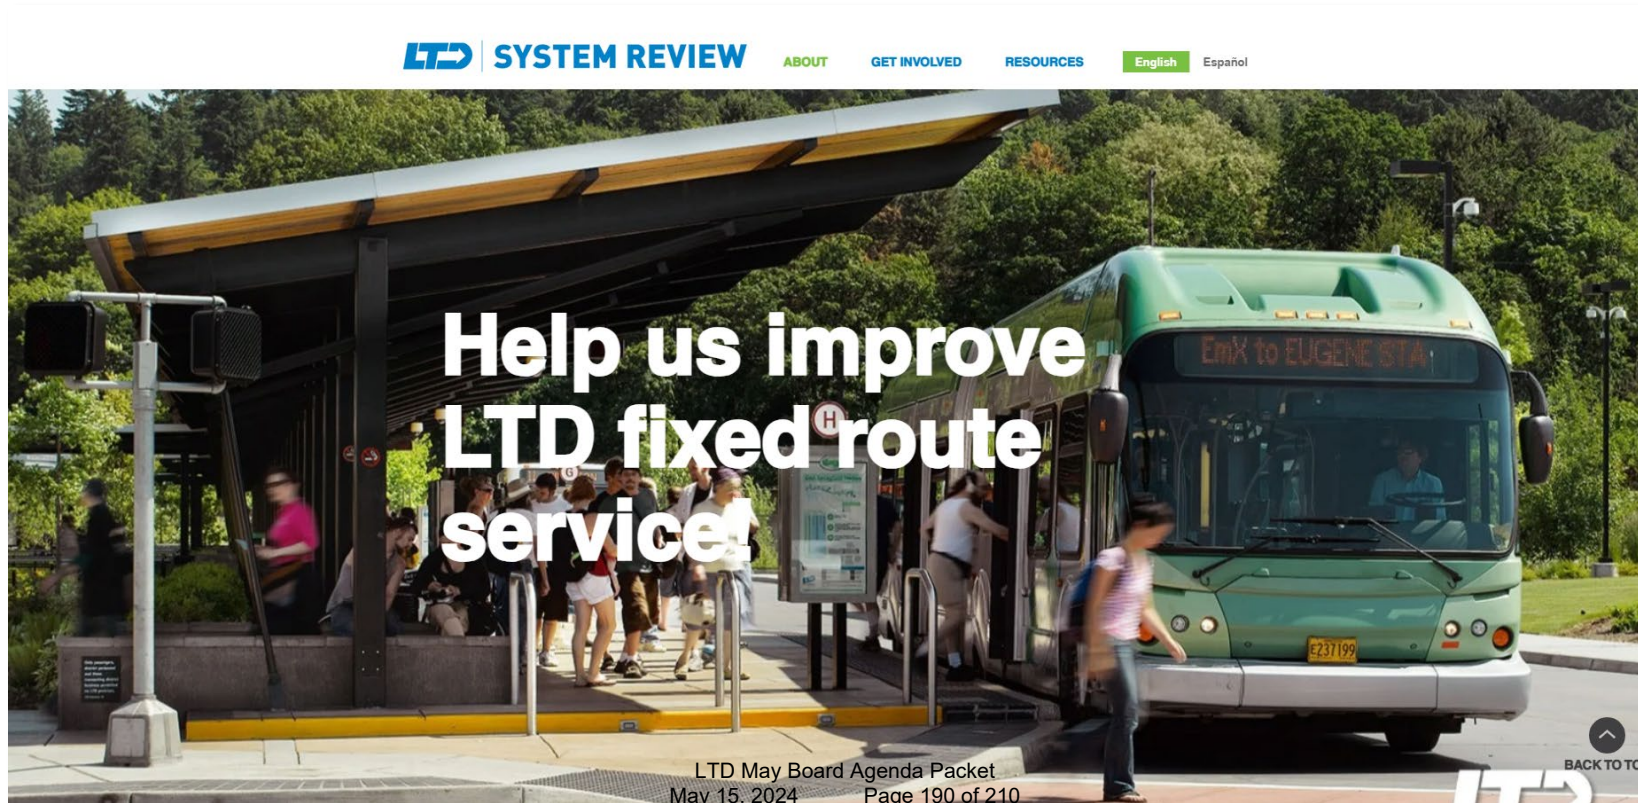 LTD SYSTEM REVIEW ABOUT GET INVOLVED RESOURCES English Español
EmX to EUGENE STA
Help us improve
LTD fixed route
service!
H
G
E237199
BACK TO TO
LTD May Board Agenda Packet
May 15, 2024 Page 190 of 210
LTD